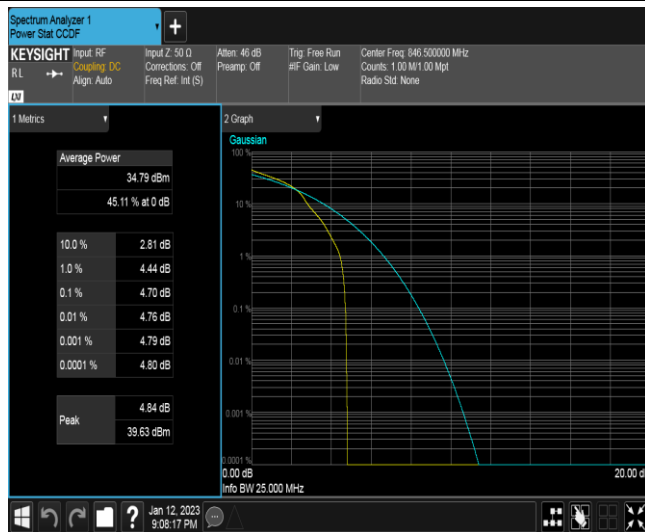 Spectrum Analyzer 1
Power Stat CCDF
+
KEYSIGHT
RL
LXI
Input: RF
Coupling: DC
Align: Auto
Input Z: 50 Ω
Corrections: Off
Freq Ref: Int (S)
Atten: 46 dB
Preamp: Off
Trig: Free Run
#IF Gain: Low
Center Freq: 846.500000 MHz
Counts: 1.00 M/1.00 Mpt
Radio Std: None
1 Metrics
Average Power
34.79 dBm
45.11 % at 0 dB
10.0 % 2.81 dB
1.0 % 4.44 dB
0.1 % 4.70 dB
0.01 % 4.76 dB
0.001 % 4.79 dB
0.0001 % 4.80 dB
Peak
4.84 dB
39.63 dBm
2 Graph
Gaussian
100 %
10 %
1 %
0.1 %
0.01 %
0.001 %
0.0001 %
0.00 dB
20.00 d
Info BW 25.000 MHz
?
Jan 12, 2023
9:08:17 PM